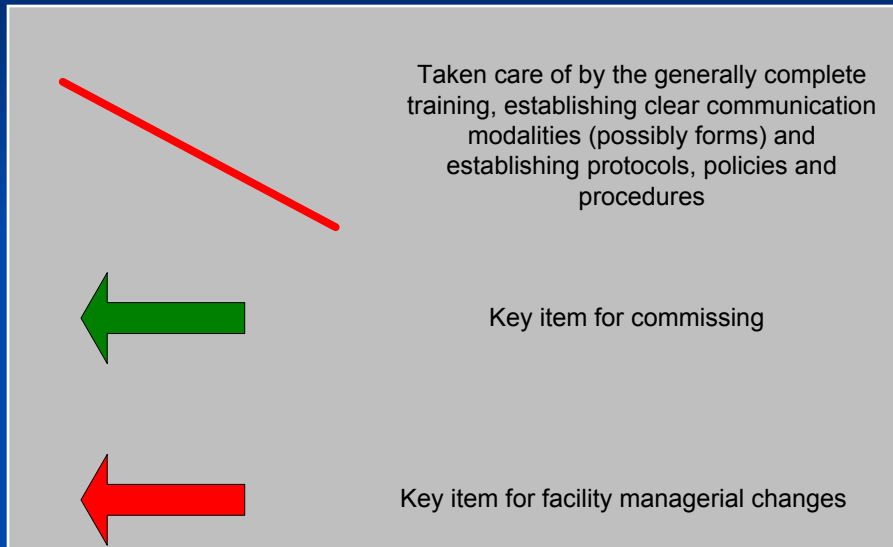 Taken care of by the generally complete
training, establishing clear communication
modalities (possibly forms) and
establishing protocols, policies and
procedures
Key item for commissing
Key item for facility managerial changes